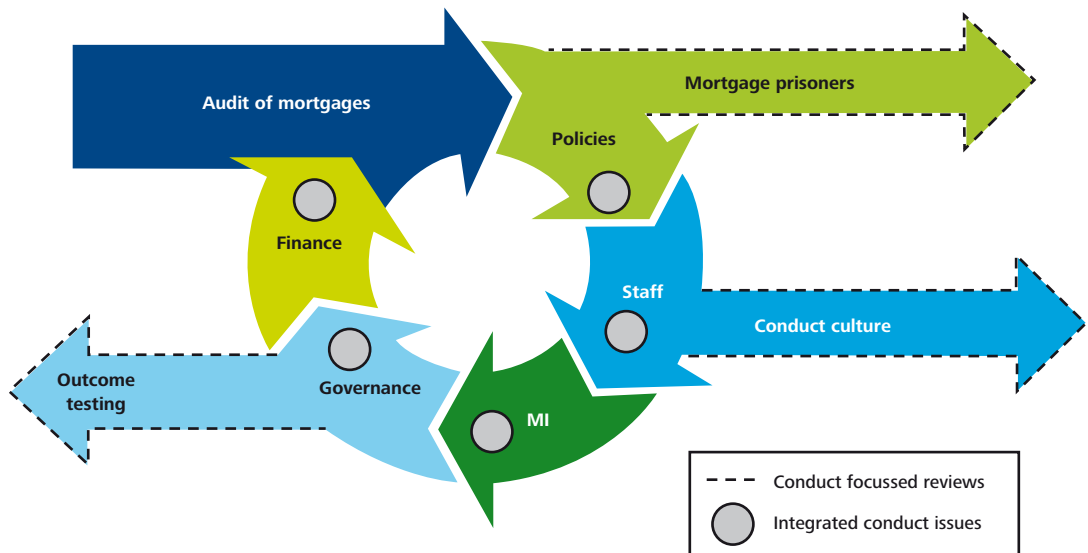 Audit of mortgages
Mortgage prisoners
Policies
Finance
Staff
Conduct culture
Outcome
testing
Governance
MI
Conduct focussed reviews
Integrated conduct issues